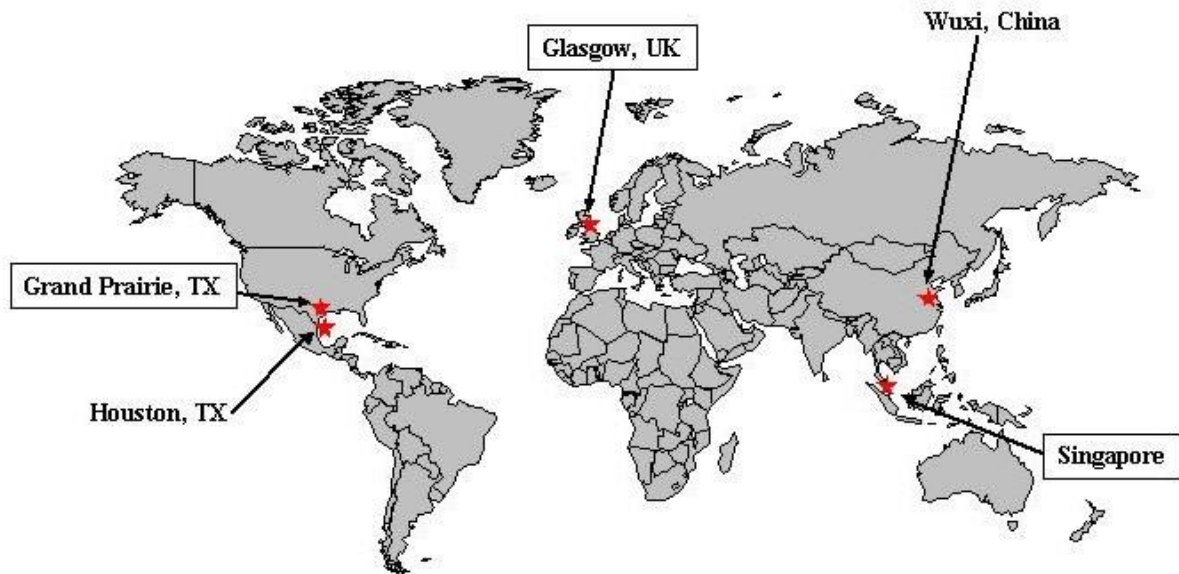 Wuxi, China
Glasgow, UK
Grand Prairie, TX
Houston, TX
Singapore